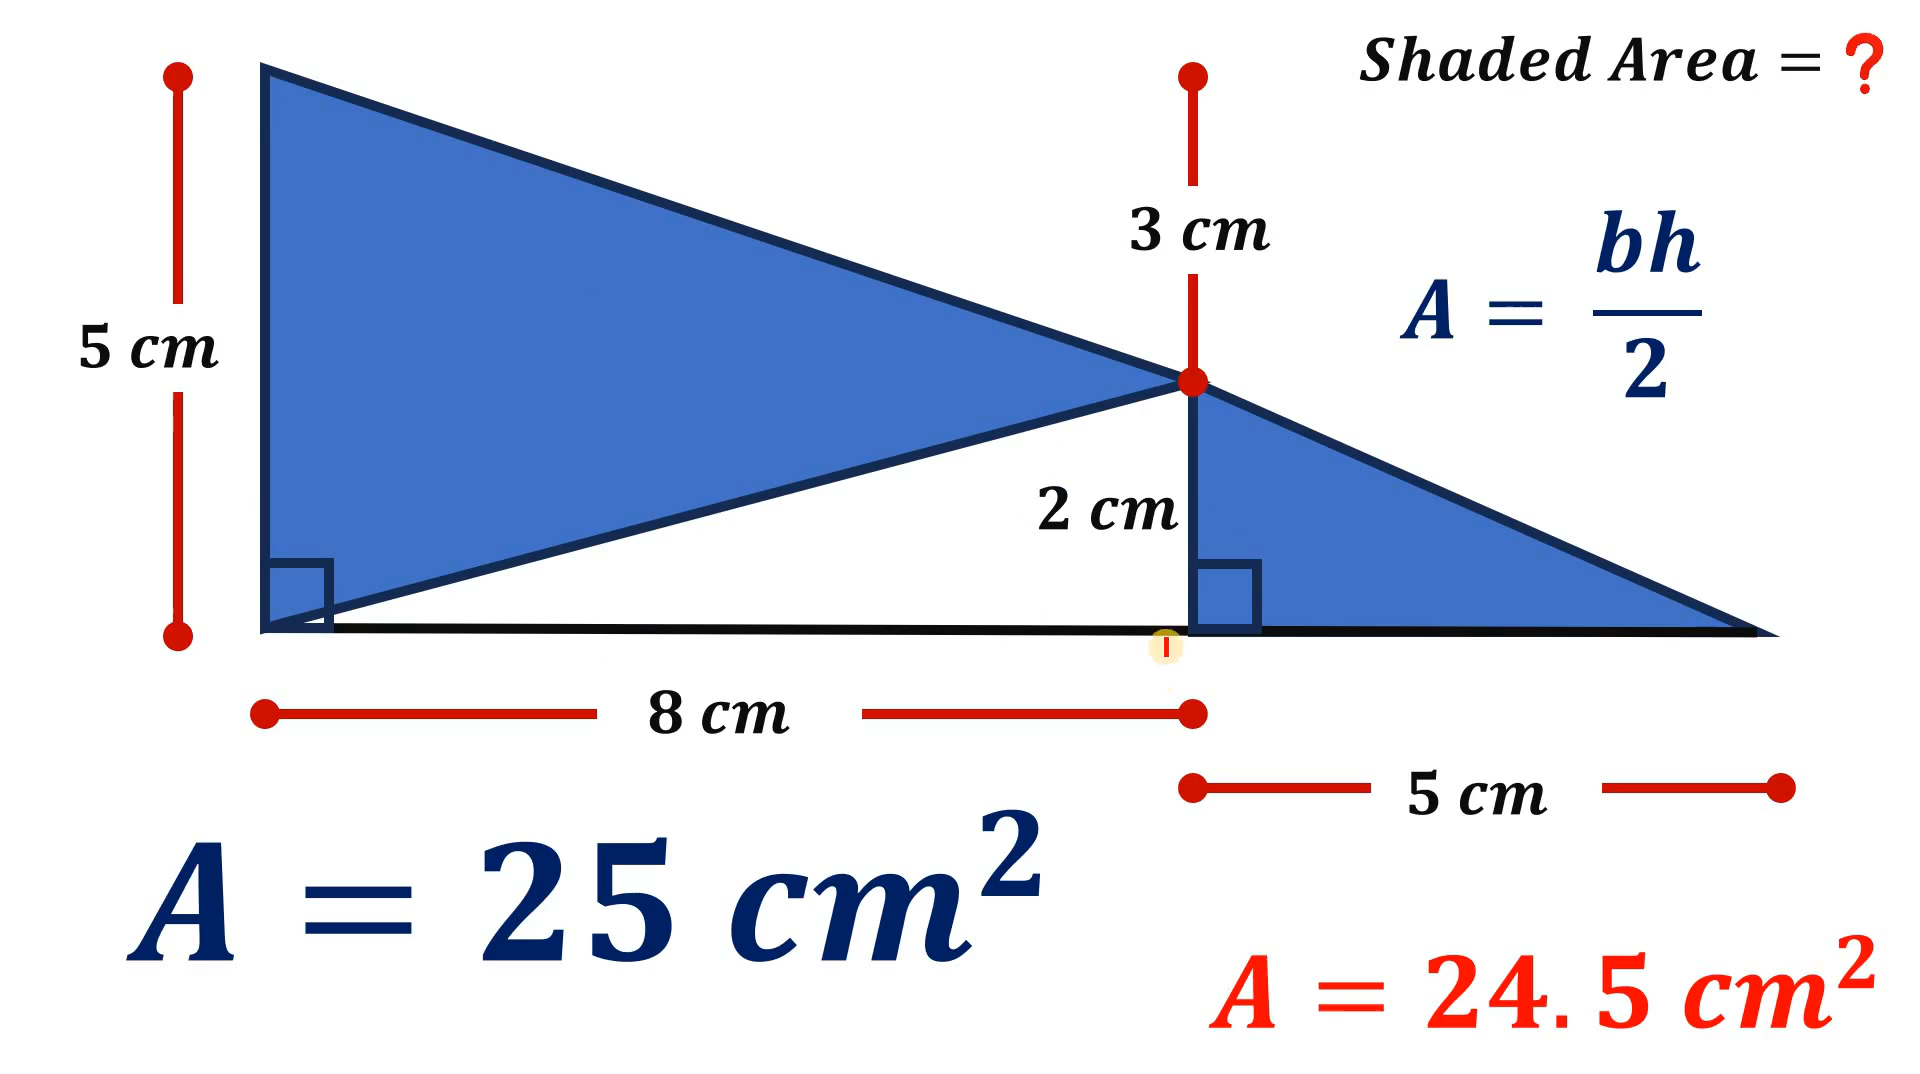 Shaded Area = ?
3 cm
A = bh/2
5 cm
2 cm
8 cm
5 cm
A = 25 cm²
A = 24.5 cm²